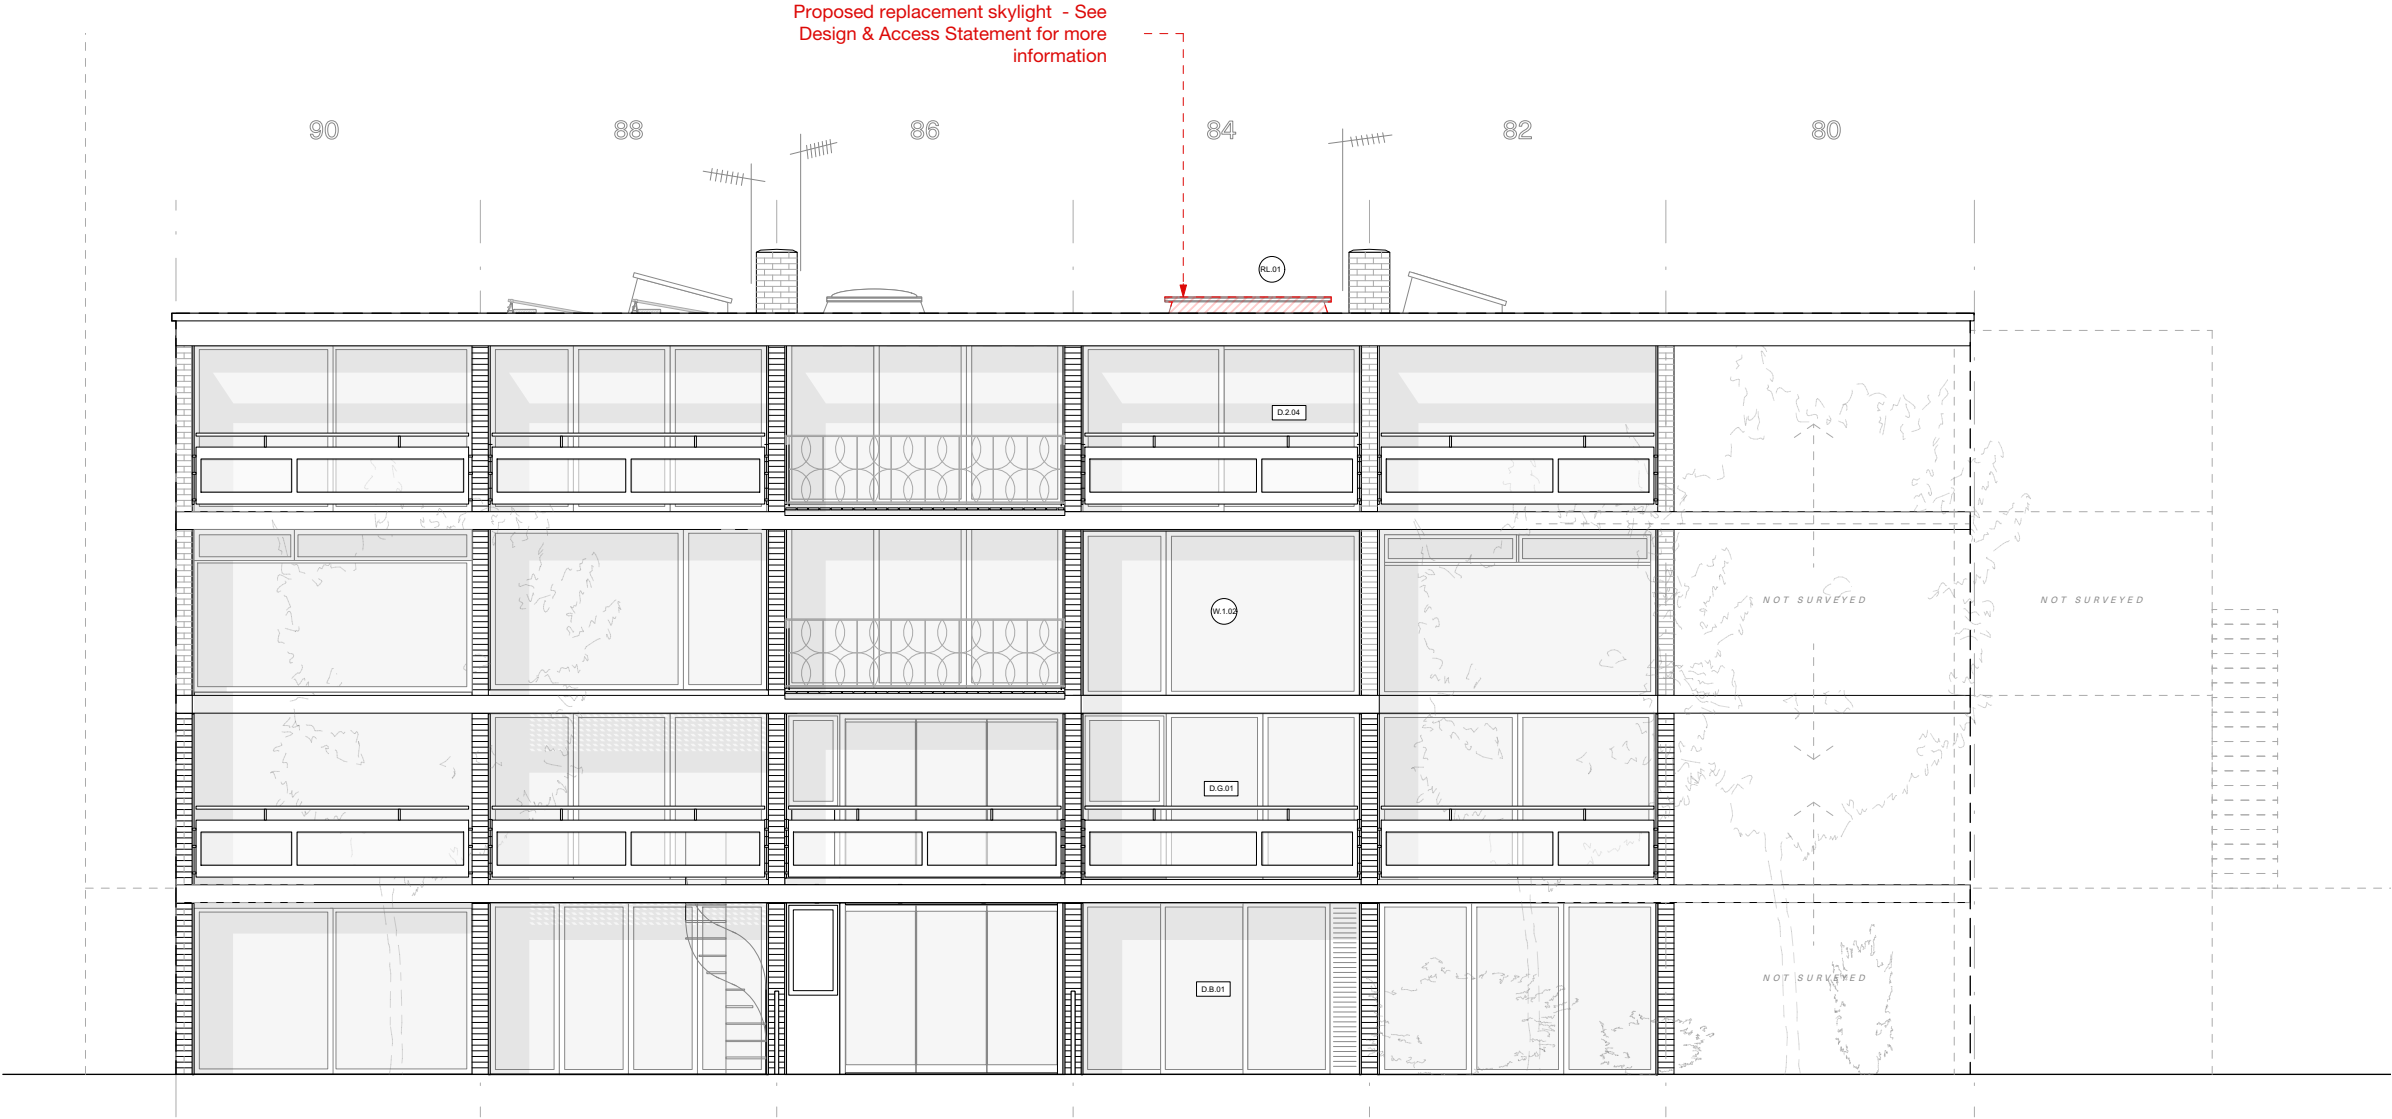 Proposed replacement skylight - See
Design & Access Statement for more
information
90 88 86 84 82 80
RL.01
D.2.04
W.1.02
NOT SURVEYED NOT SURVEYED
D.G.01
NOT SURVEYED
D.B.01